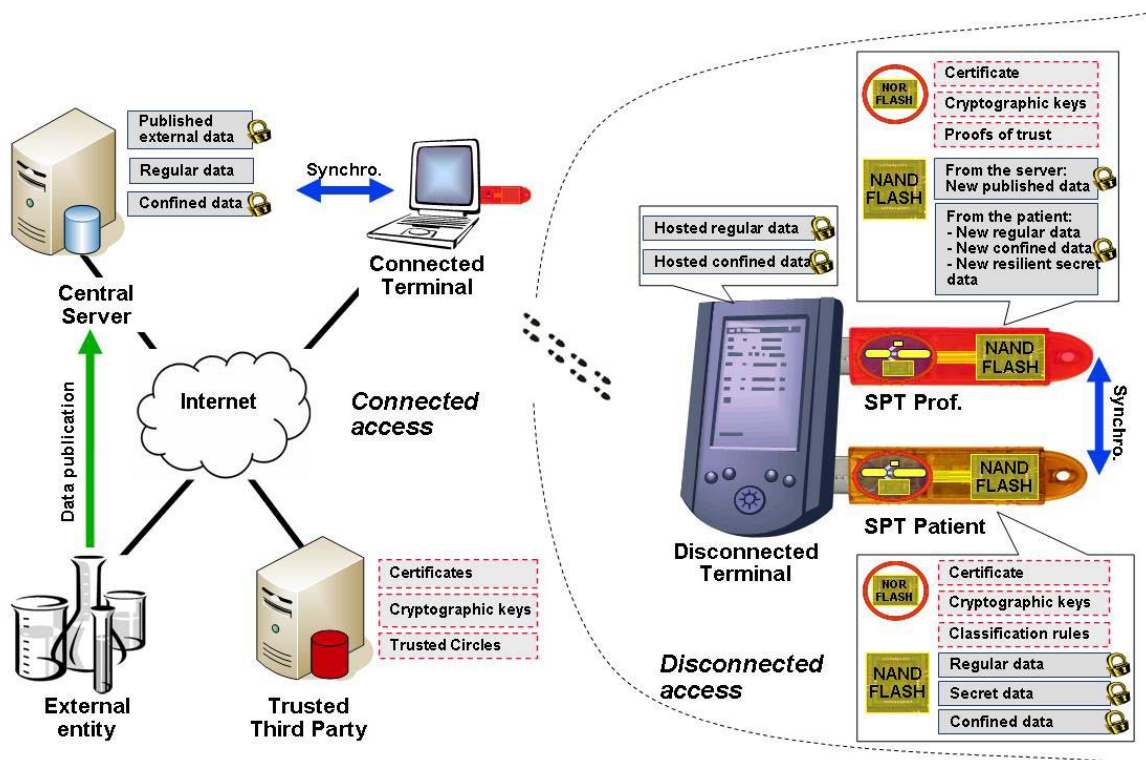 Published
external data
Regular data
Confined data
Synchro.
Central
Server
Connected
Terminal
Internet
Connected
access
Data publication
External
entity
Certificates
Cryptographic keys
Trusted Circles
Trusted
Third Party
NOR
FLASH
Certificate
Cryptographic keys
Proofs of trust
NAND
FLASH
From the server:
New published data
From the patient:
- New regular data
- New confined data
- New resilient secret
data
Hosted regular data
Hosted confined data
NAND
FLASH
SPT Prof.
Synchro.
NAND
FLASH
SPT Patient
Disconnected
Terminal
Disconnected
access
NOR
FLASH
Certificate
Cryptographic keys
Classification rules
NAND
FLASH
Regular data
Secret data
Confined data